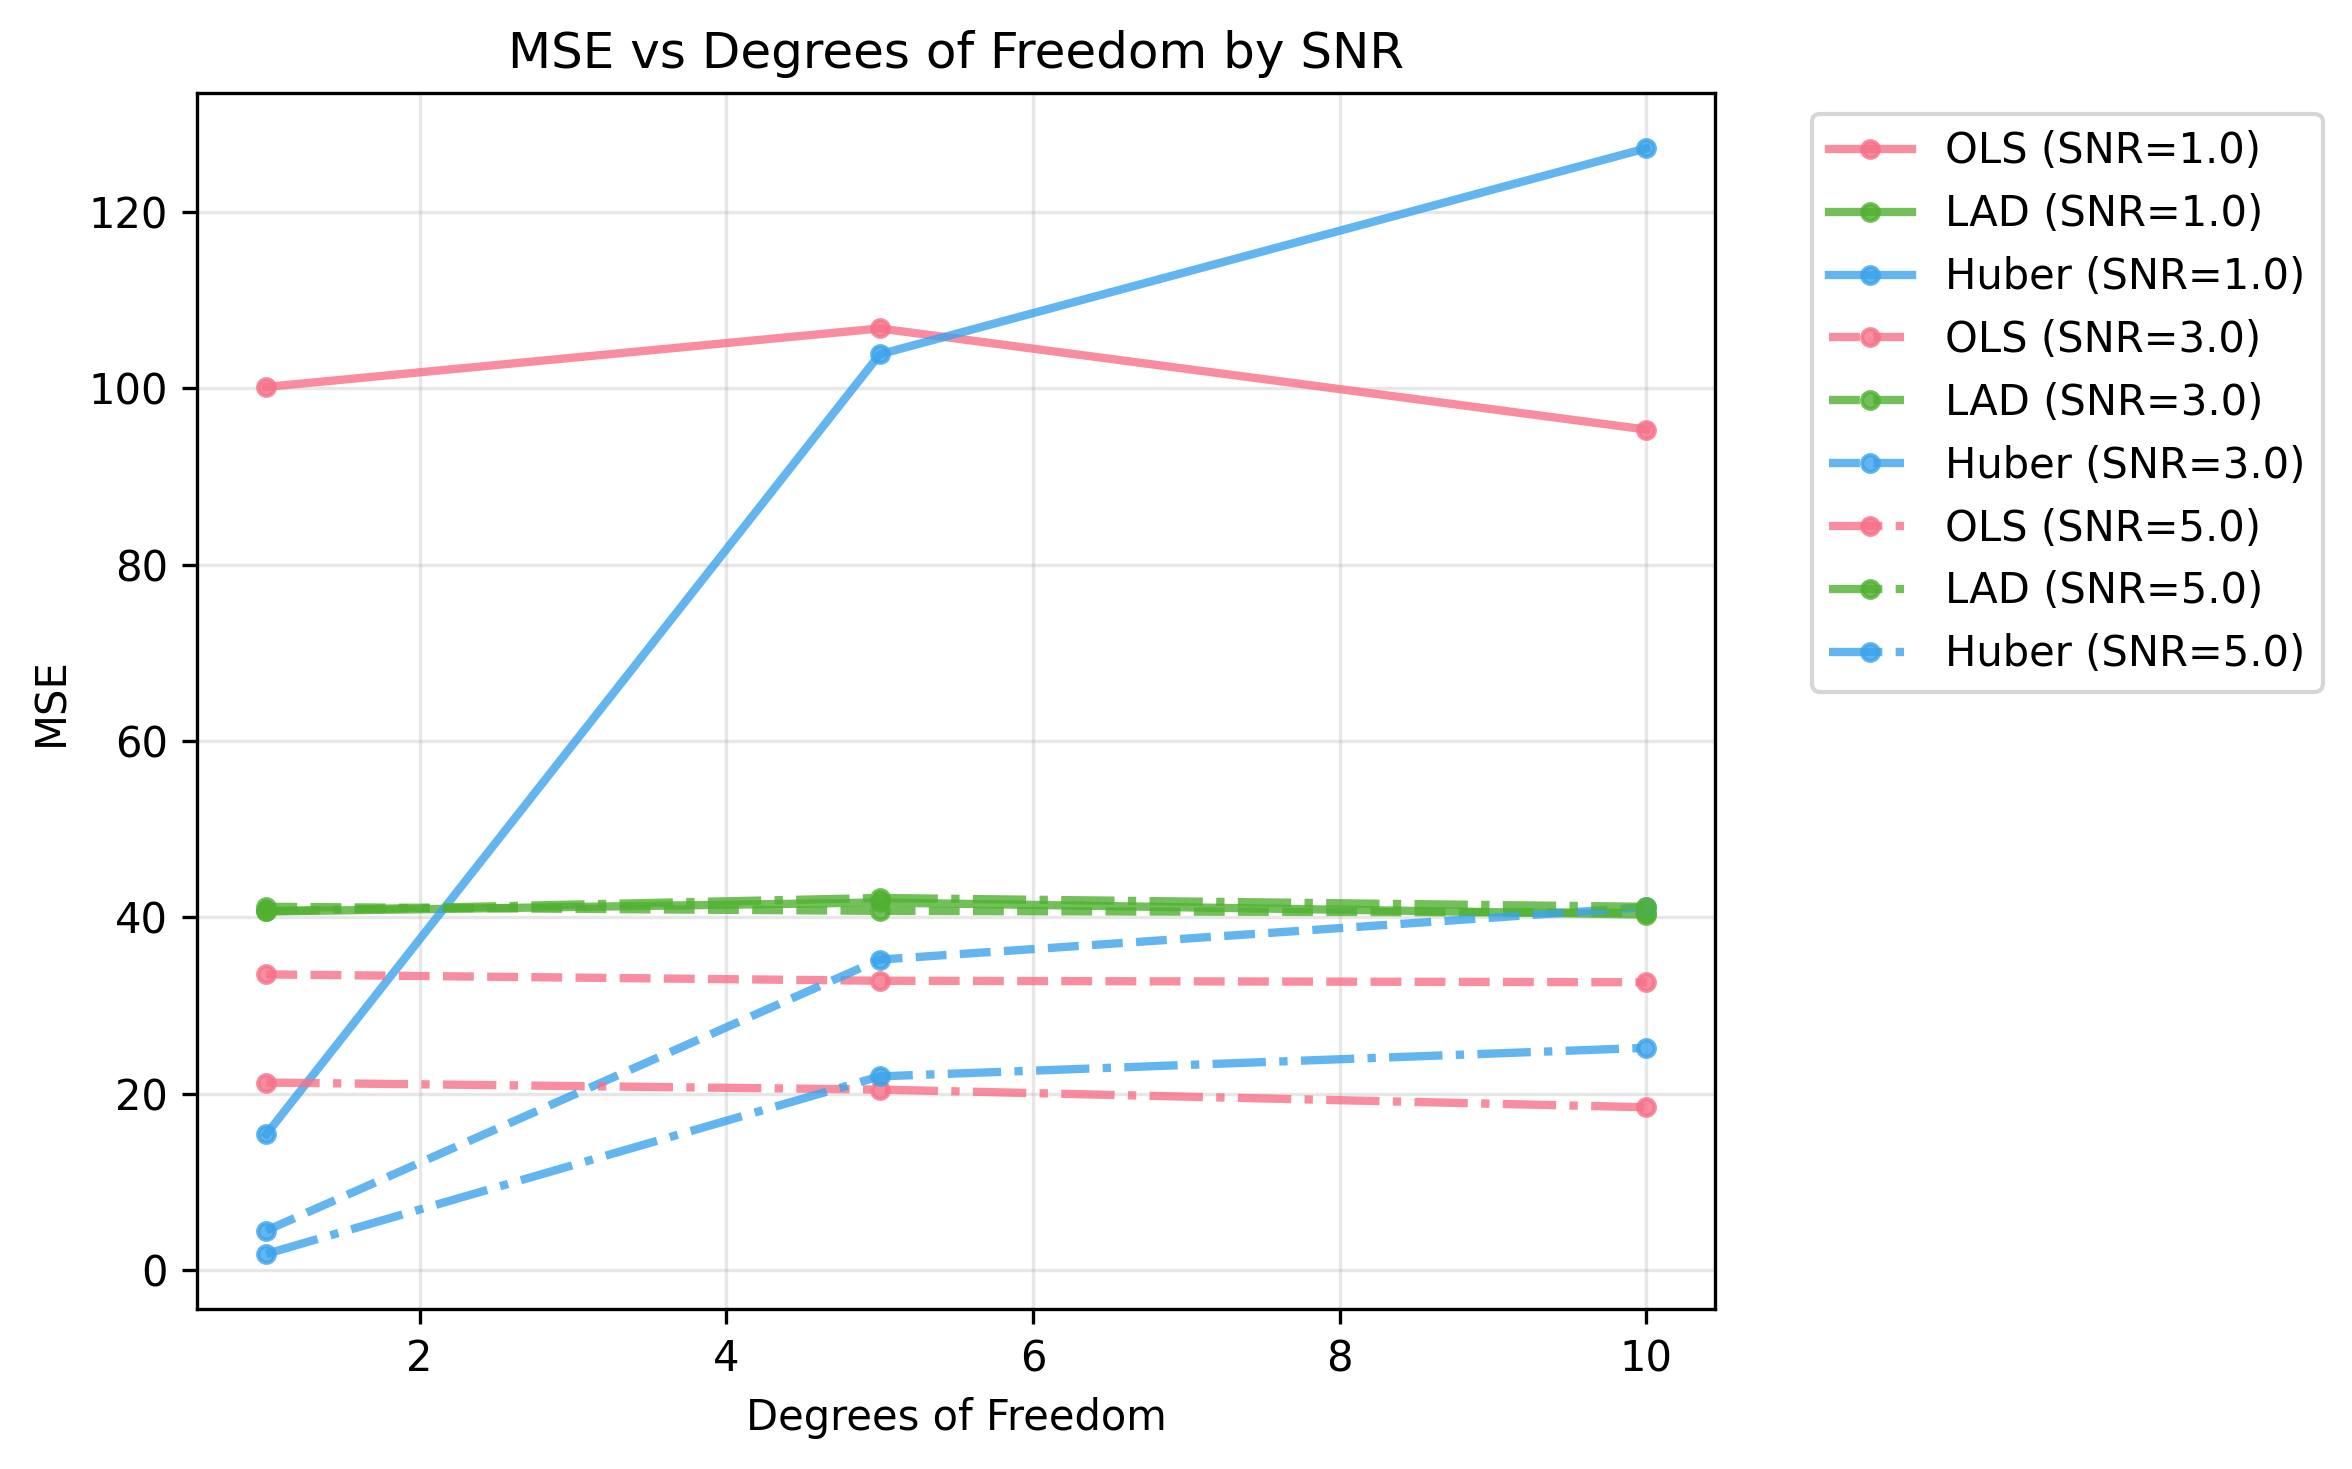 MSE vs Degrees of Freedom by SNR
MSE
120
100
80
60
40
20
0
2
4
6
8
10
Degrees of Freedom
OLS (SNR=1.0)
LAD (SNR=1.0)
Huber (SNR=1.0)
OLS (SNR=3.0)
LAD (SNR=3.0)
Huber (SNR=3.0)
OLS (SNR=5.0)
LAD (SNR=5.0)
Huber (SNR=5.0)